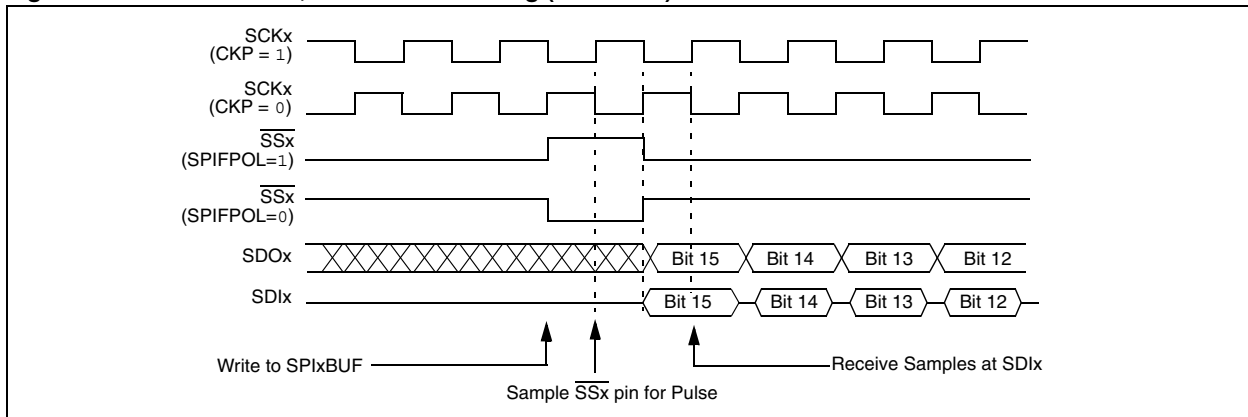 SCKx
(CKP = 1)
SCKx
(CKP = 0)
SSx
(SPIFPOL=1)
SSx
(SPIFPOL=0)
SDOx
Bit 15 Bit 14 Bit 13 Bit 12
SDIx
Bit 15 Bit 14 Bit 13 Bit 12
Write to SPIxBUF
Receive Samples at SDIx
Sample SSx pin for Pulse